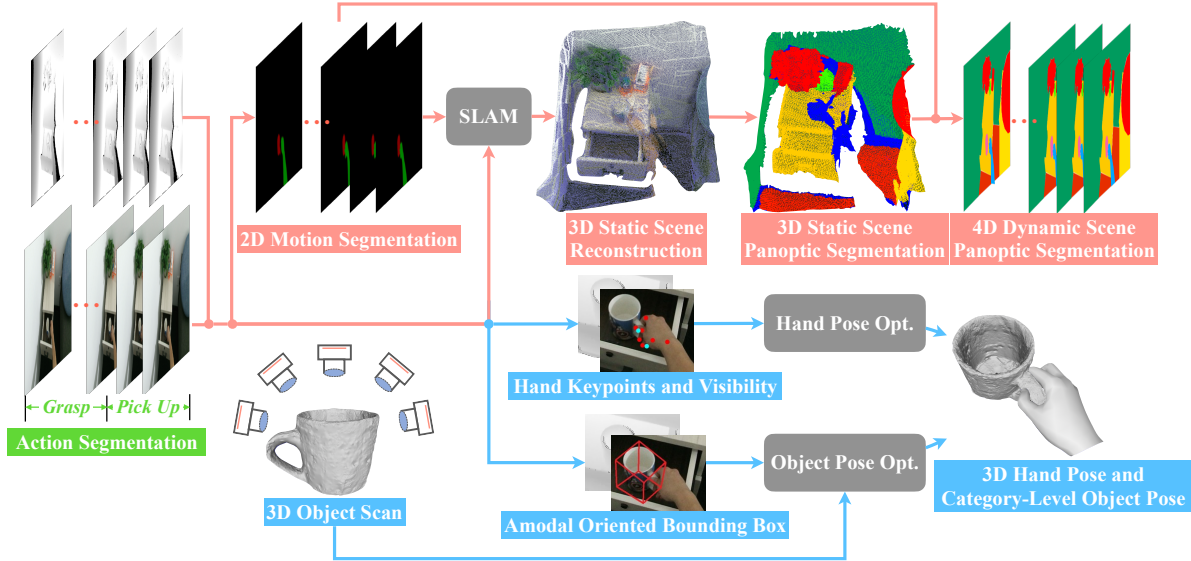 SLAM
2D Motion Segmentation
3D Static Scene
Reconstruction
3D Static Scene
Panoptic Segmentation
4D Dynamic Scene
Panoptic Segmentation
Grasp
Pick Up
Action Segmentation
3D Object Scan
Hand Keypoints and Visibility
Hand Pose Opt.
Amodal Oriented Bounding Box
Object Pose Opt.
3D Hand Pose and
Category-Level Object Pose